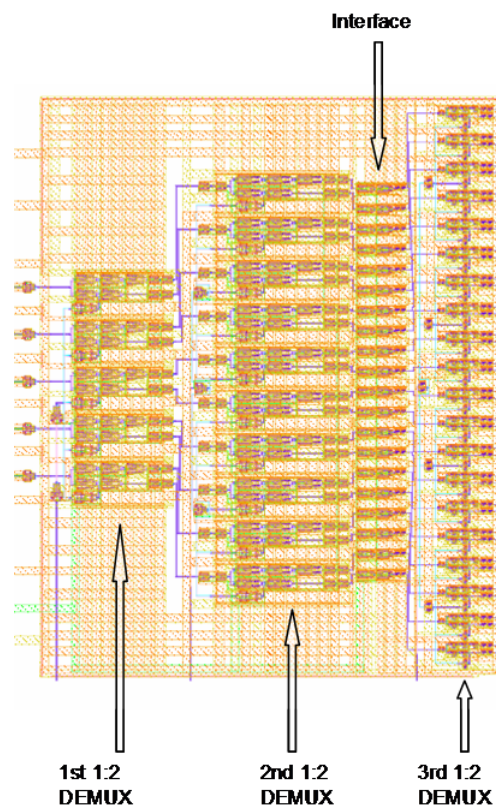 Interface
1st 1:2
DEMUX
2nd 1:2
DEMUX
3rd 1:2
DEMUX